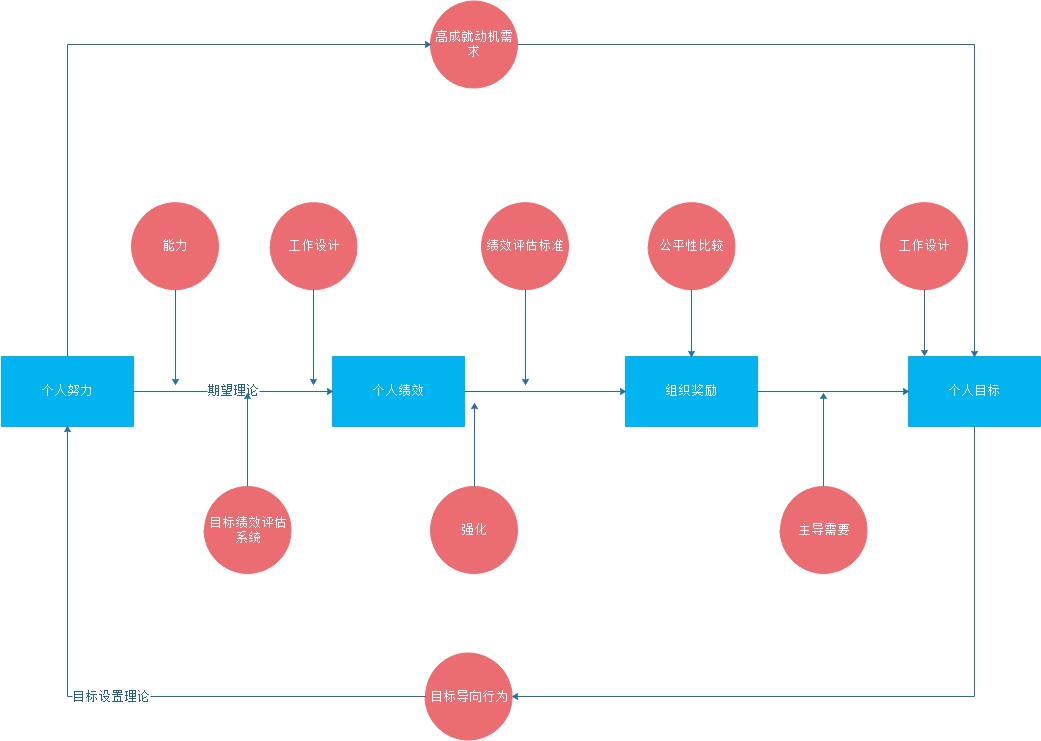 高成就动机需
求
能力
工作设计
绩效评估标准
公平性比较
工作设计
个人努力
期望理论
个人绩效
组织奖励
个人目标
目标绩效评估
系统
强化
主导需要
目标设置理论
目标导向行为